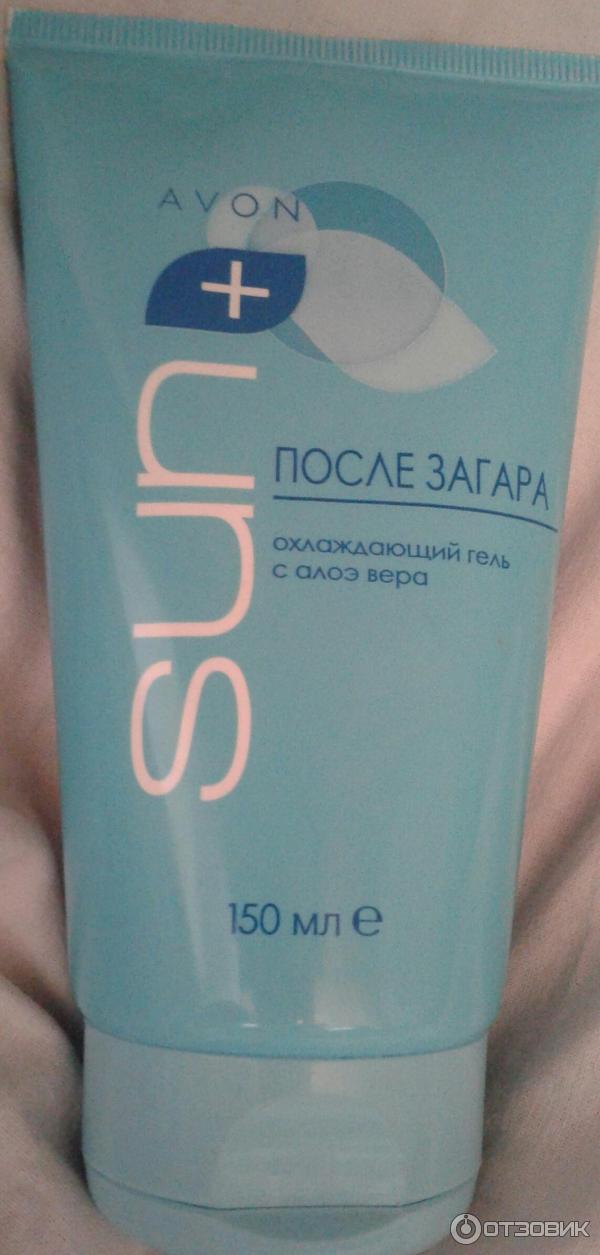 AVON
sun+
ПОСЛЕ ЗАГАРА
охлаждающий гель
с алоэ вера
150 мл e
ОТЗОВИК